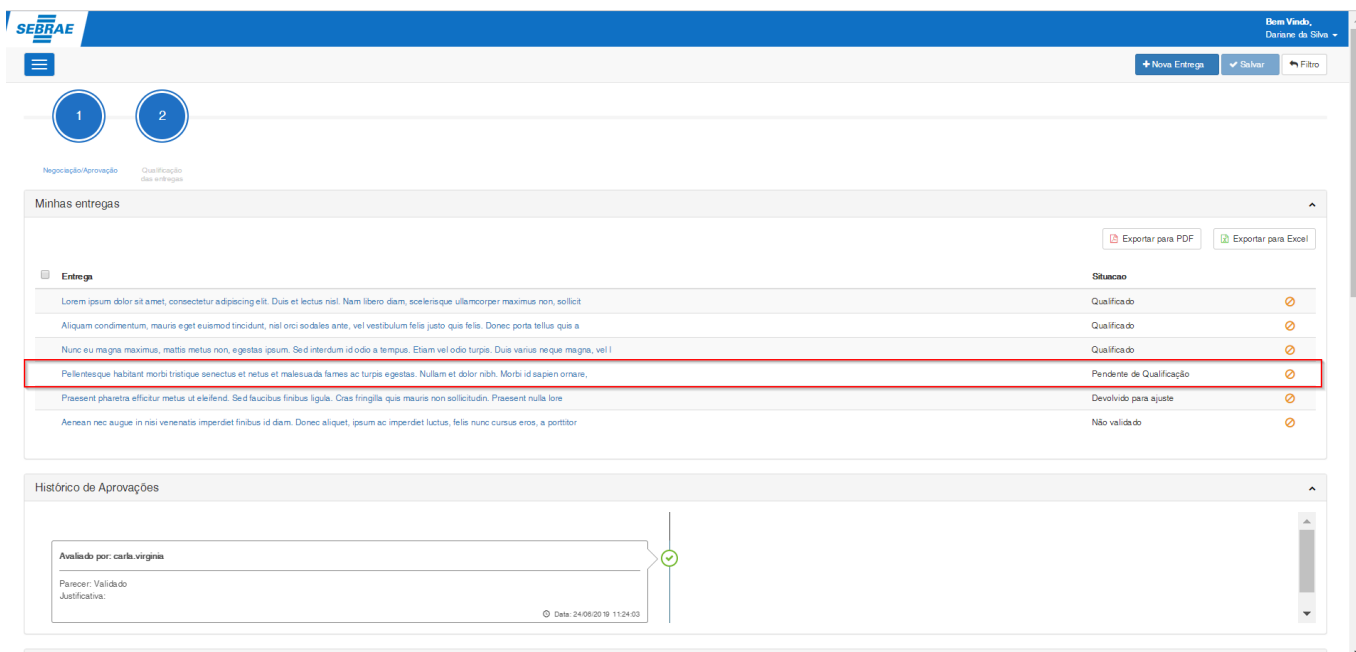 SEBRAE
Bem Vindo,
Dariane da Silva
Nova Entrega
Salvar
Filtro
1
2
Negociação/Aprovação
Qualificação
das entregas
Minhas entregas
Exportar para PDF
Exportar para Excel
Entrega Situacao
Lorem ipsum dolor sit amet, consectetur adipiscing elit. Duis et lectus nisl. Nam libero diam, scelerisque ullamcorper maximus non, sollicit Qualificado
Aliquam condimentum, mauris eget euismod tincidunt, nisl orci sodales ante, vel vestibulum felis justo quis felis. Donec porta tellus quis a Qualificado
Nunc eu magna maximus, mattis metus non, egestas ipsum. Sed interdum id odio a tempus. Etiam vel odio turpis. Duis varius neque magna, vel l Qualificado
Pellentesque habitant morbi tristique senectus et netus et malesuada fames ac turpis egestas. Nullam et dolor nibh. Morbi id sapien ornare, Pendente de Qualificação
Praesent pharetra efficitur metus ut eleifend. Sed faucibus finibus ligula. Cras fringilla quis mauris non sollicitudin. Praesent nulla lore Devolvido para ajuste
Aenean nec augue in nisi venenatis imperdiet finibus id diam. Donec aliquet, ipsum ac imperdiet luctus, felis nunc cursus eros, a porttitor Não validado
Histórico de Aprovações
Avaliado por: carla.virginia
Parecer: Validado
Justificativa:
Data: 24/06/2019 11:24:03